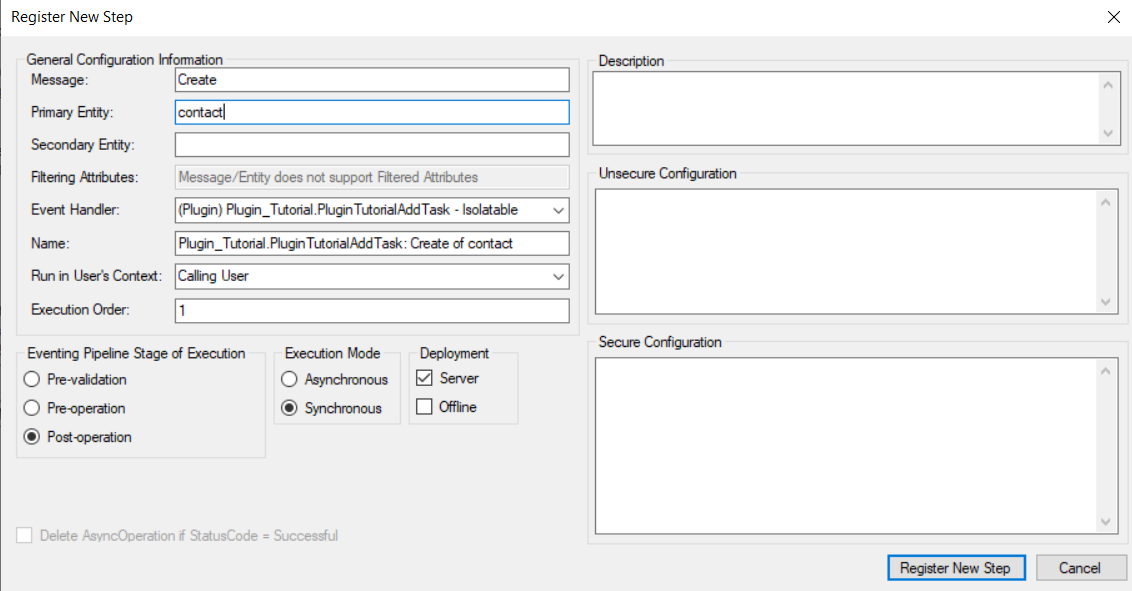 Register New Step
General Configuration Information
Message: Create
Primary Entity: contact
Secondary Entity:
Filtering Attributes: Message/Entity does not support Filtered Attributes
Event Handler: (Plugin) Plugin_Tutorial.PluginTutorialAddTask - Isolatable
Name: Plugin_Tutorial.PluginTutorialAddTask: Create of contact
Run in User's Context: Calling User
Execution Order: 1
Eventing Pipeline Stage of Execution
Pre-validation
Pre-operation
Post-operation
Execution Mode
Asynchronous
Synchronous
Deployment
Server
Offline
Delete AsyncOperation if StatusCode = Successful
Description
Unsecure Configuration
Secure Configuration
Register New Step
Cancel